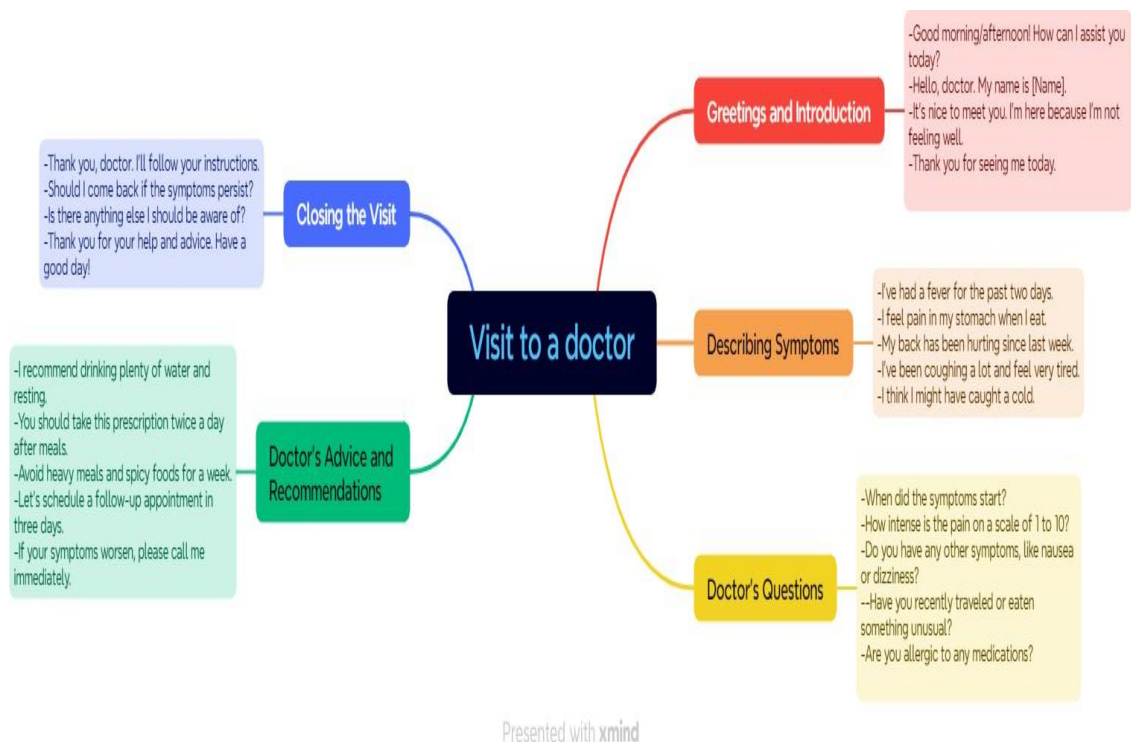 Visit to a doctor
Greetings and Introduction
-Good morning/afternoon! How can I assist you
today?
-Hello, doctor. My name is [Name].
-It's nice to meet you. I'm here because I'm not
feeling well.
-Thank you for seeing me today.
Describing Symptoms
-I've had a fever for the past two days.
-I feel pain in my stomach when I eat.
-My back has been hurting since last week.
-I've been coughing a lot and feel very tired.
-I think I might have caught a cold.
Doctor's Questions
-When did the symptoms start?
-How intense is the pain on a scale of 1 to 10?
-Do you have any other symptoms, like nausea
or dizziness?
--Have you recently traveled or eaten
something unusual?
-Are you allergic to any medications?
Doctor's Advice and
Recommendations
-I recommend drinking plenty of water and
resting.
-You should take this prescription twice a day
after meals.
-Avoid heavy meals and spicy foods for a week.
-Let's schedule a follow-up appointment in
three days.
-If your symptoms worsen, please call me
immediately.
Closing the Visit
-Thank you, doctor. I'll follow your instructions.
-Should I come back if the symptoms persist?
-Is there anything else I should be aware of?
-Thank you for your help and advice. Have a
good day!
Presented with xmind